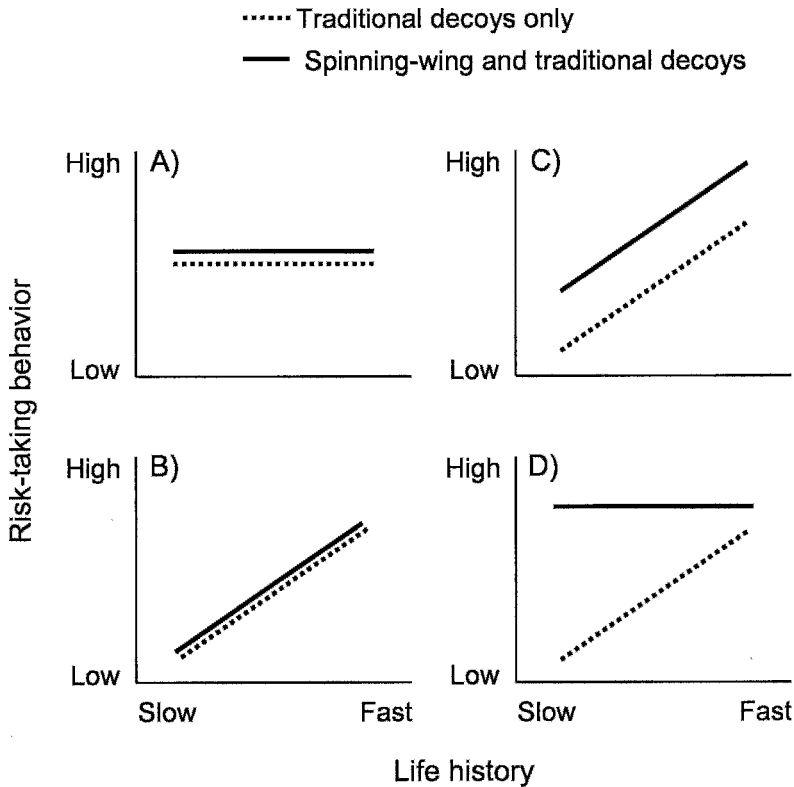 Traditional decoys only
Spinning-wing and traditional decoys
High
A)
Low
High
C)
Low
Risk-taking behavior
High
B)
Low
Slow
Fast
High
D)
Low
Slow
Fast
Life history